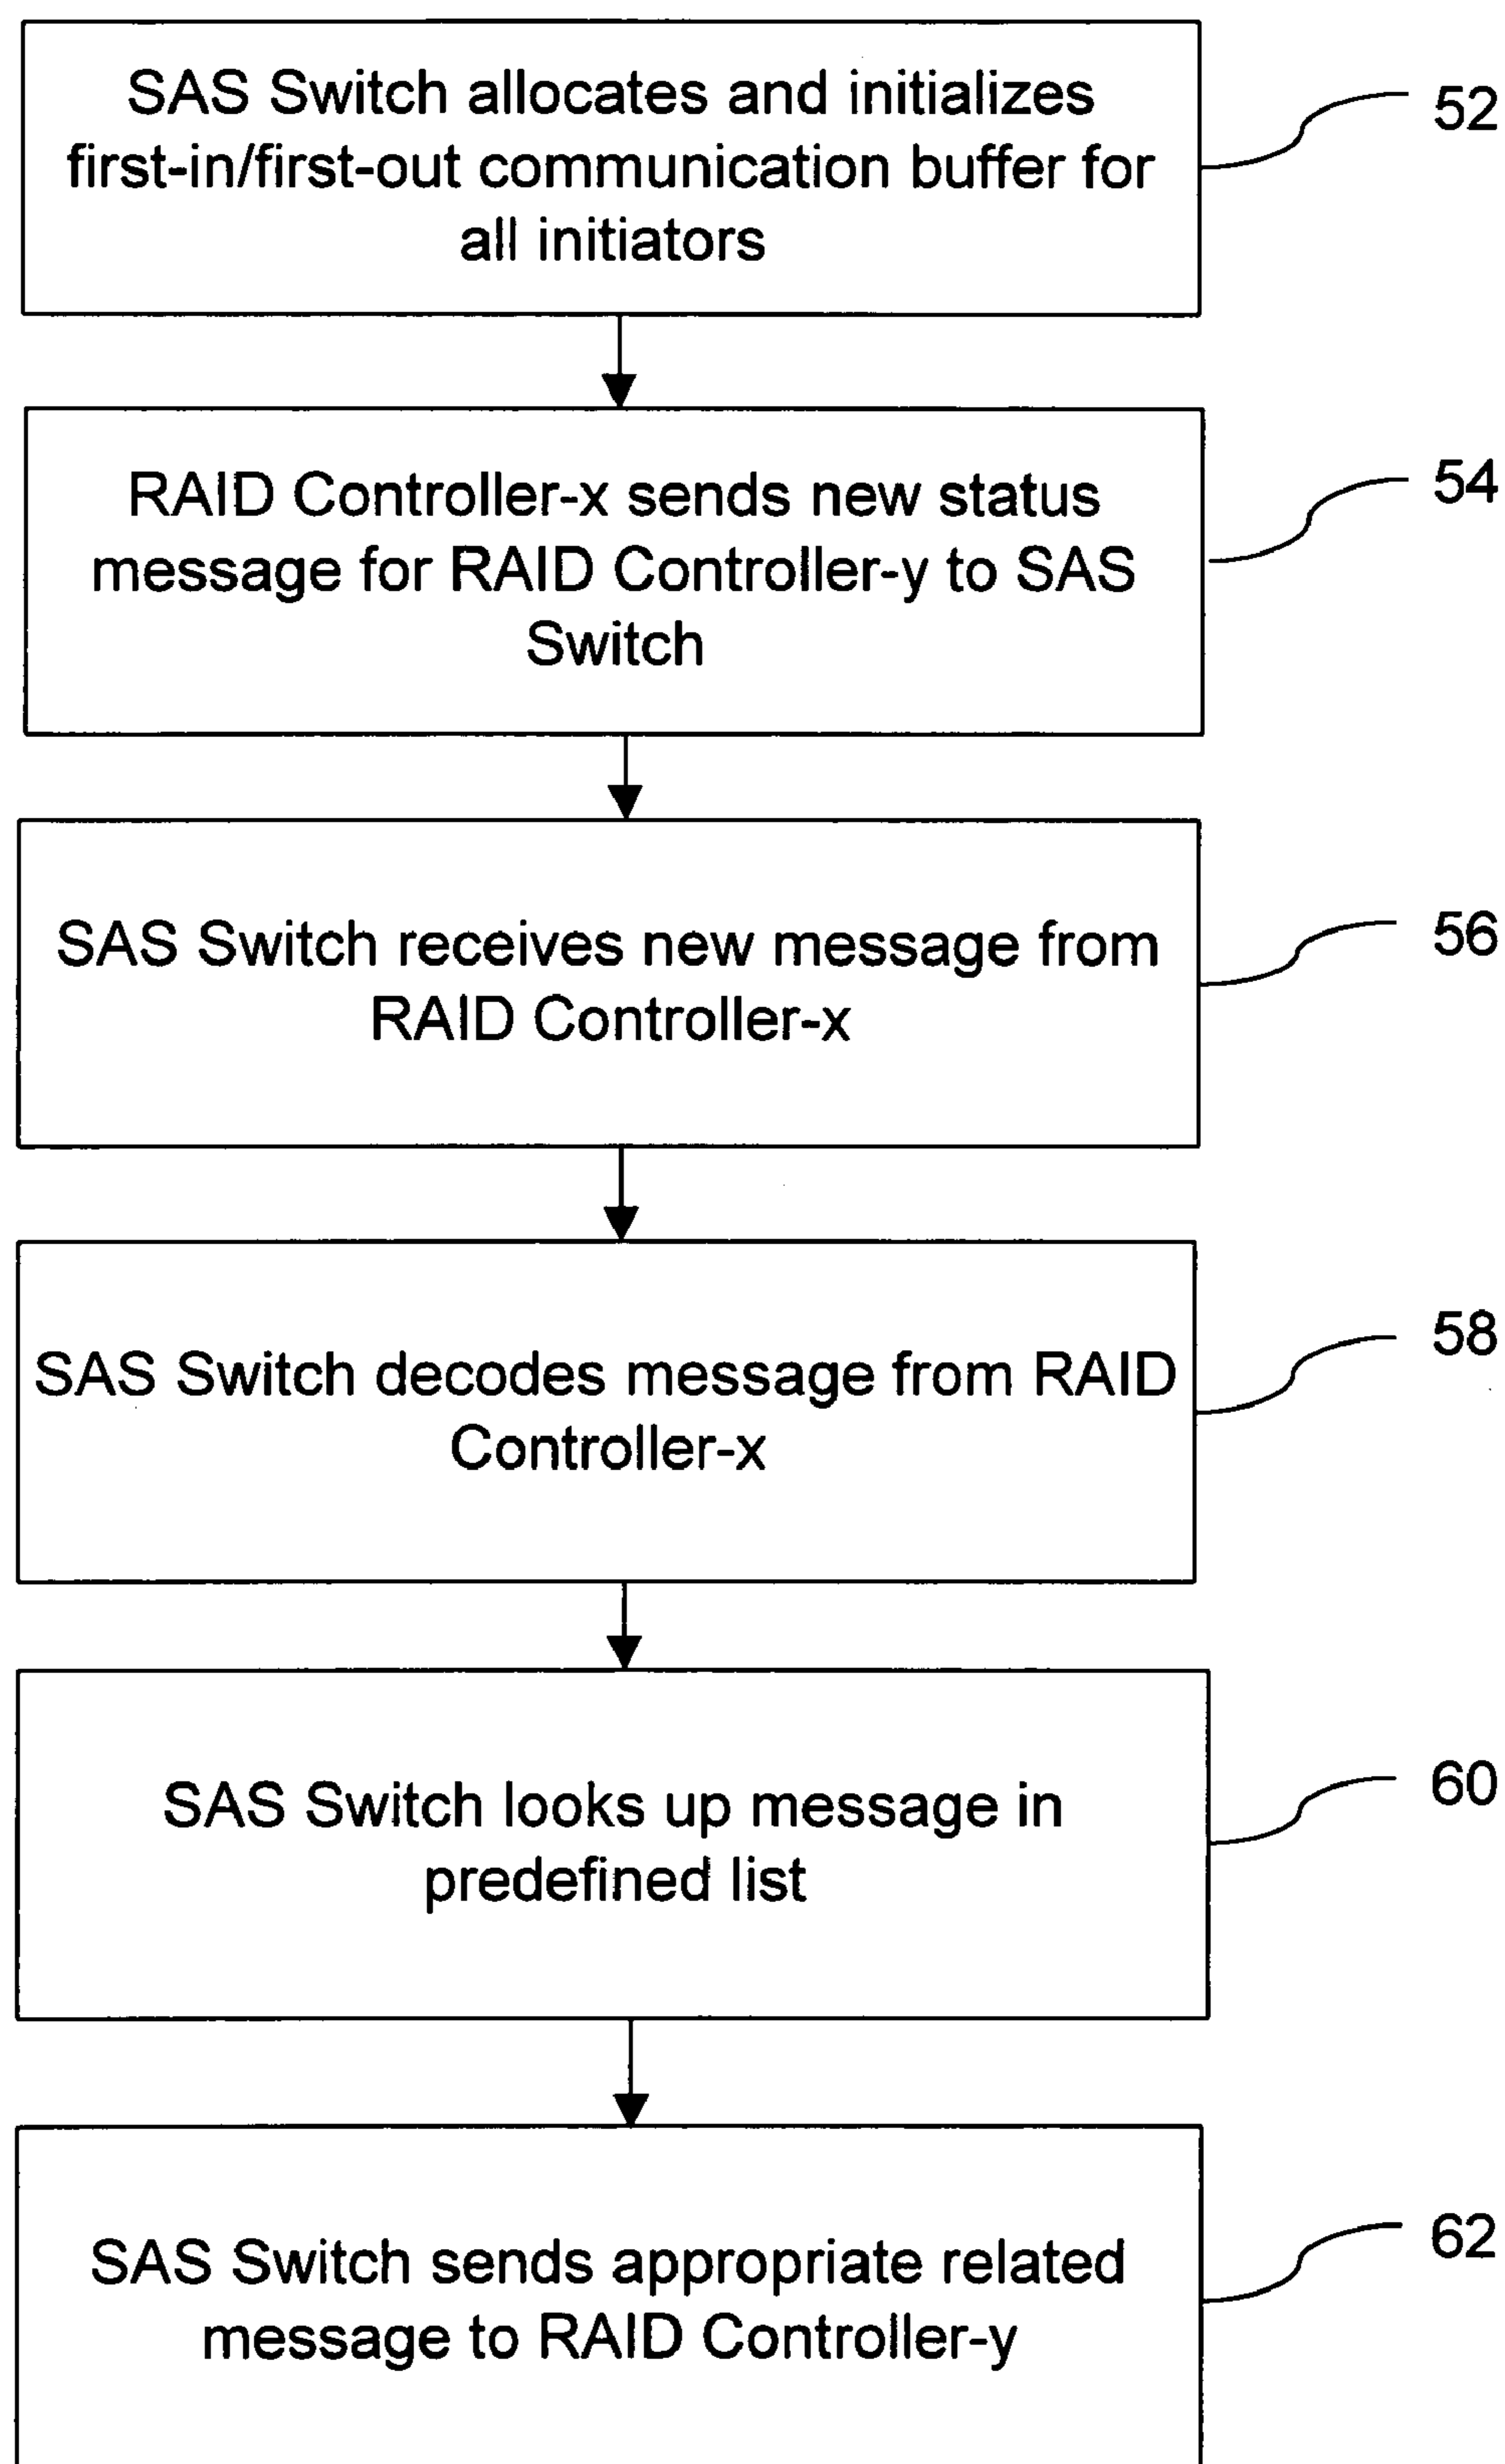 SAS Switch allocates and initializes
first-in/first-out communication buffer for
all initiators
52
RAID Controller-x sends new status
message for RAID Controller-y to SAS
Switch
54
SAS Switch receives new message from
RAID Controller-x
56
SAS Switch decodes message from RAID
Controller-x
58
SAS Switch looks up message in
predefined list
60
SAS Switch sends appropriate related
message to RAID Controller-y
62